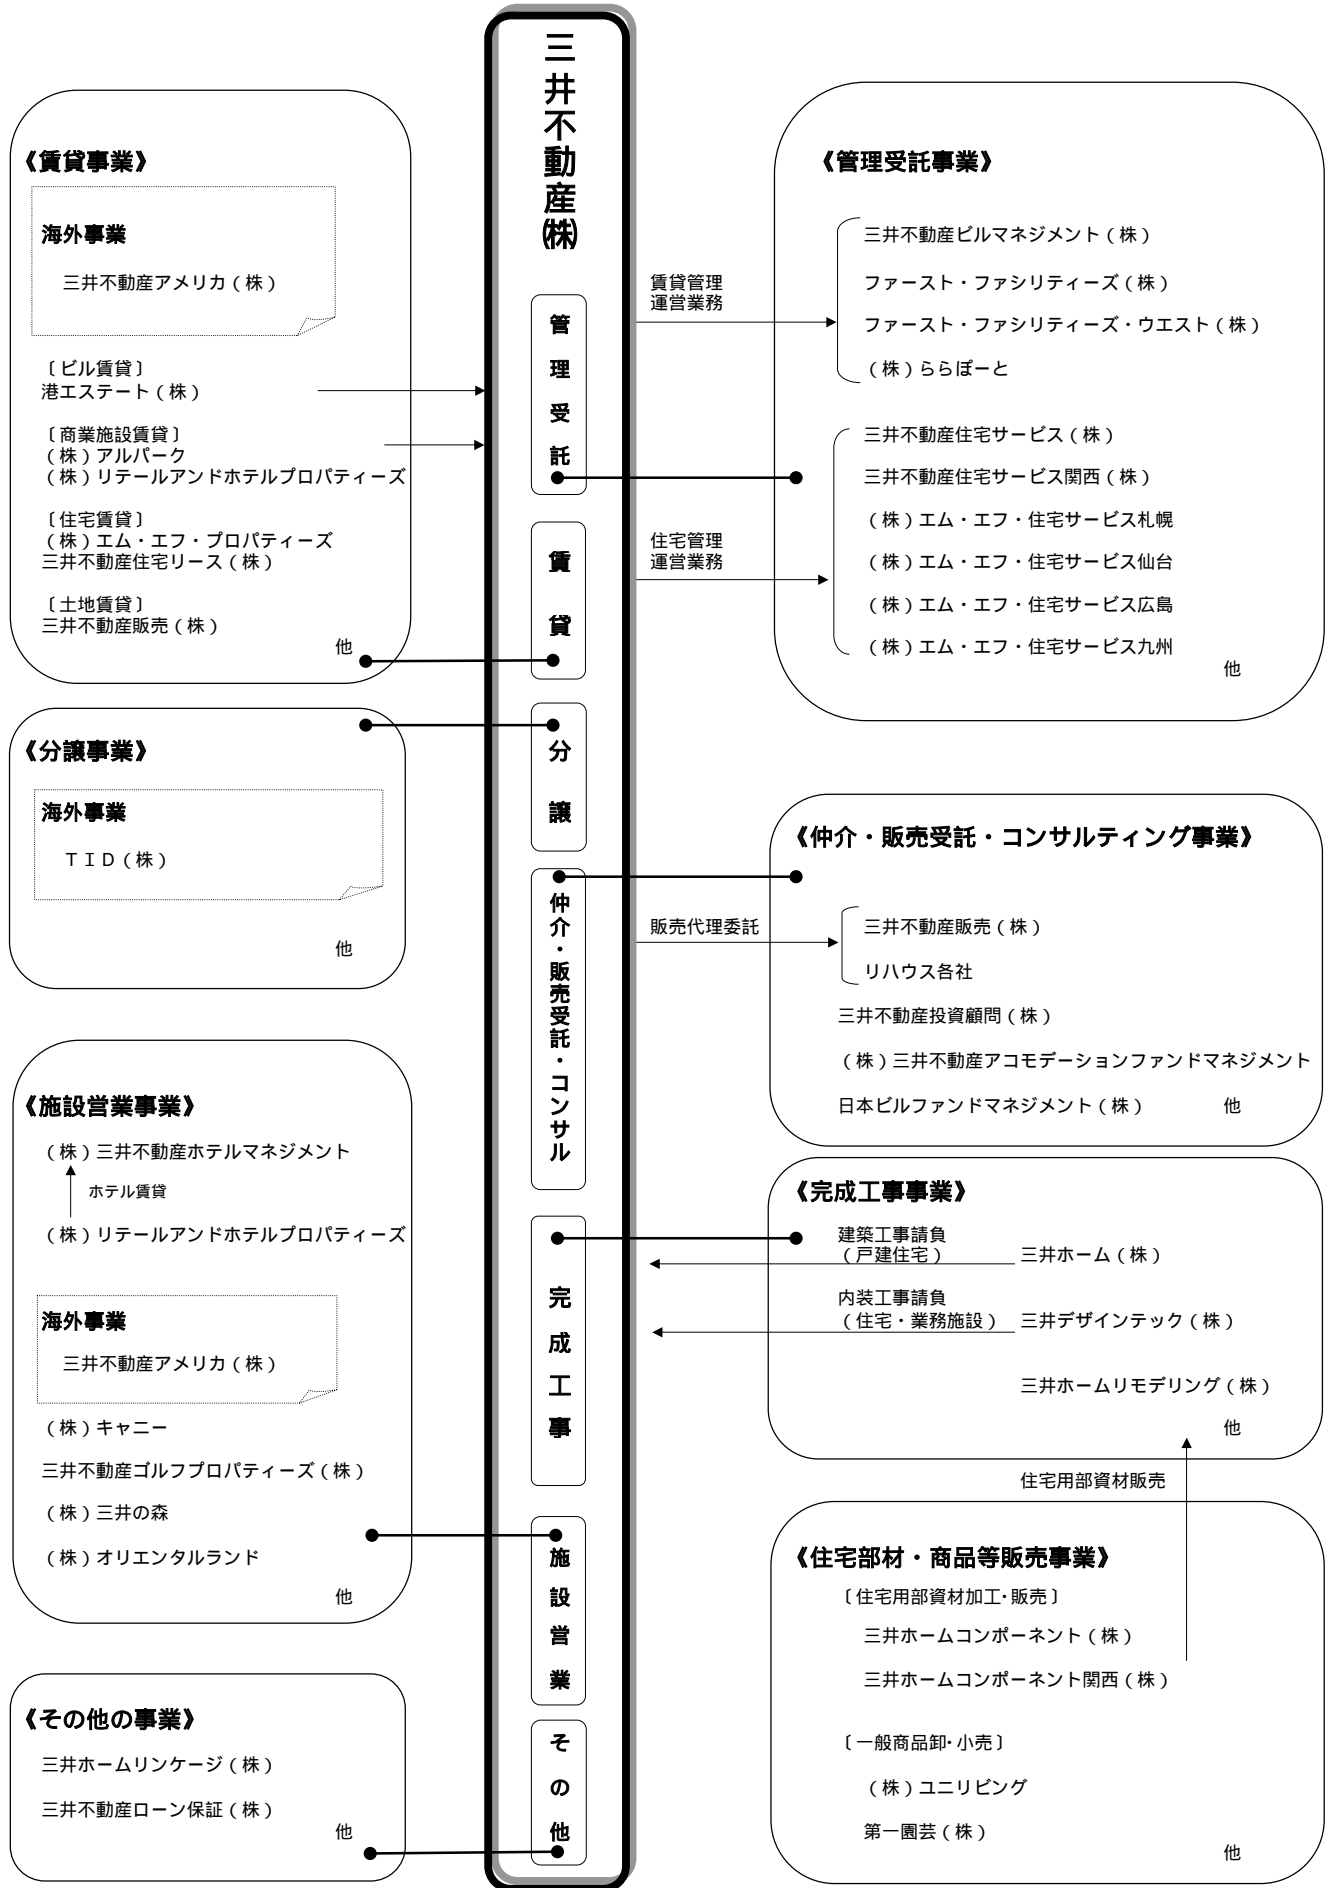 三井不動産㈱
管理受託
賃貸
分譲
仲介・販売受託・コンサル
完成工事
施設営業
その他
《賃貸事業》
海外事業
三井不動産アメリカ(株)
〔ビル賃貸〕
港エステート(株)
〔商業施設賃貸〕
(株)アルパーク
(株)リテールアンドホテルプロパティーズ
〔住宅賃貸〕
(株)エム・エフ・プロパティーズ
三井不動産住宅リース(株)
〔土地賃貸〕
三井不動産販売(株)
他
《分譲事業》
海外事業
TID(株)
他
《施設営業事業》
(株)三井不動産ホテルマネジメント
ホテル賃貸
(株)リテールアンドホテルプロパティーズ
海外事業
三井不動産アメリカ(株)
(株)キャニー
三井不動産ゴルフプロパティーズ(株)
(株)三井の森
(株)オリエンタルランド
他
《その他の事業》
三井ホームリンケージ(株)
三井不動産ローン保証(株)
他
《管理受託事業》
賃貸管理
運営業務
三井不動産ビルマネジメント(株)
ファースト・ファシリティーズ(株)
ファースト・ファシリティーズ・ウエスト(株)
(株)ららぽーと
住宅管理
運営業務
三井不動産住宅サービス(株)
三井不動産住宅サービス関西(株)
(株)エム・エフ・住宅サービス札幌
(株)エム・エフ・住宅サービス仙台
(株)エム・エフ・住宅サービス広島
(株)エム・エフ・住宅サービス九州
他
《仲介・販売受託・コンサルティング事業》
販売代理委託
三井不動産販売(株)
リハウス各社
三井不動産投資顧問(株)
(株)三井不動産アコモデーションファンドマネジメント
日本ビルファンドマネジメント(株) 他
《完成工事事業》
建築工事請負
(戸建住宅) 三井ホーム(株)
内装工事請負
(住宅・業務施設) 三井デザインテック(株)
三井ホームリモデリング(株)
他
住宅用部資材販売
《住宅部材・商品等販売事業》
〔住宅用部資材加工・販売〕
三井ホームコンポーネント(株)
三井ホームコンポーネント関西(株)
〔一般商品卸・小売〕
(株)ユニリビング
第一園芸(株)
他